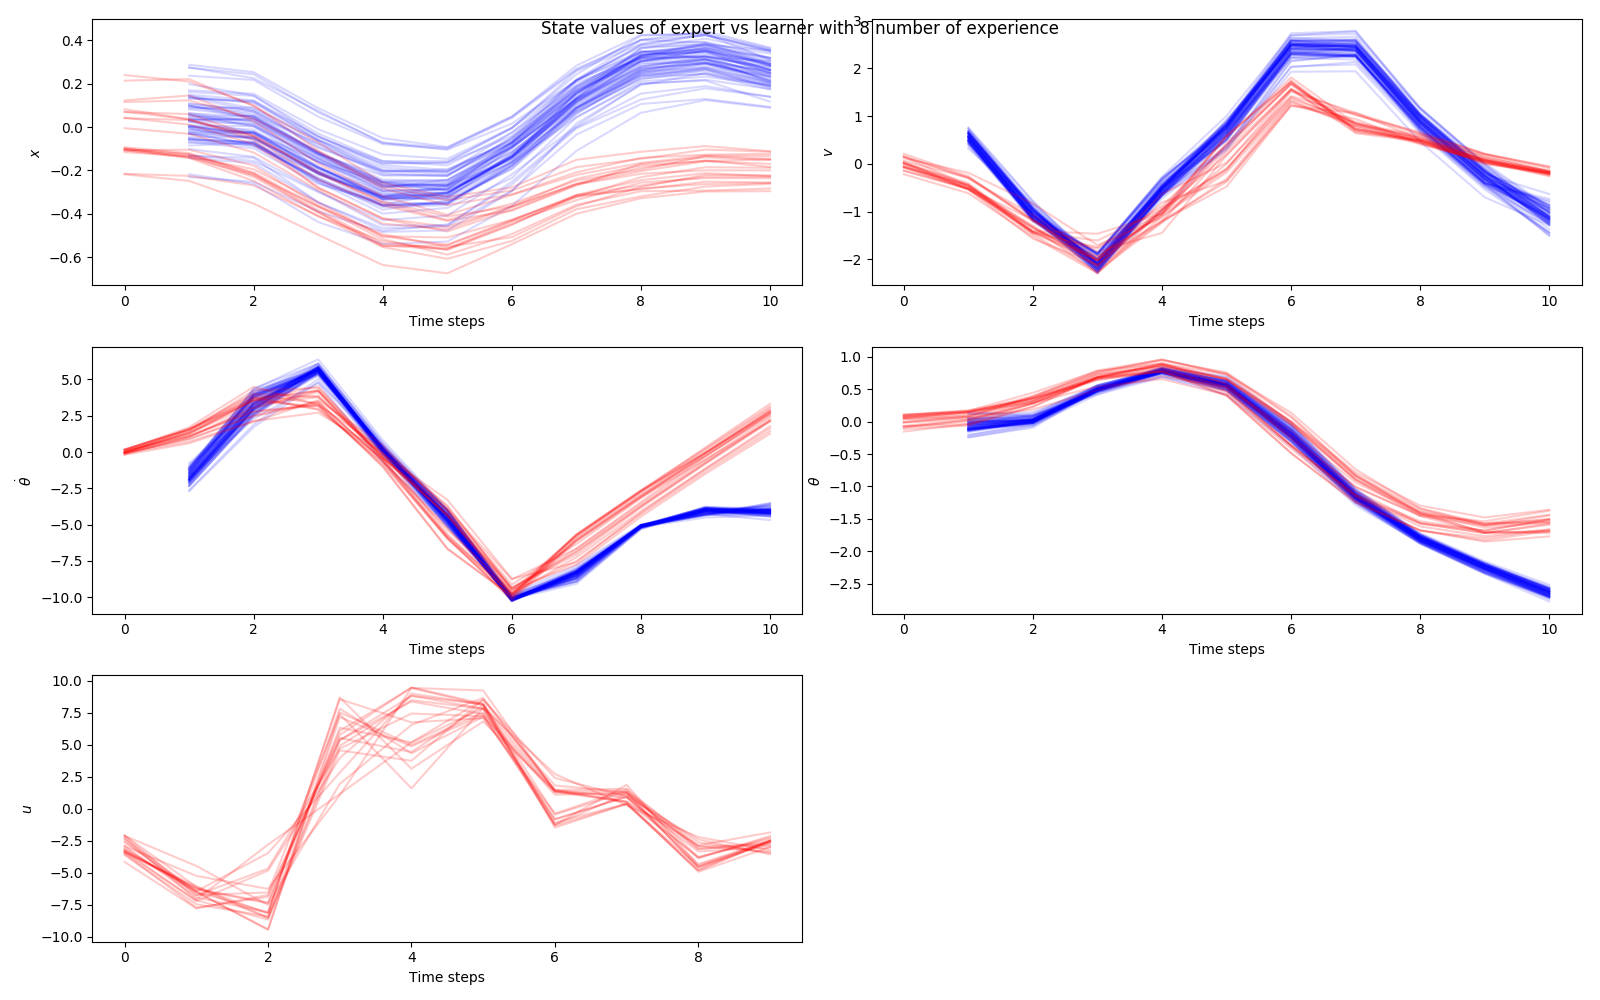 State values of expert vs learner with 8 number of experience
0.4
0.2
0.0
−0.2
−0.4
−0.6
x
0 2 4 6 8 10
Time steps
3
2
1
0
−1
−2
v
0 2 4 6 8 10
Time steps
5.0
2.5
0.0
−2.5
−5.0
−7.5
−10.0
θ̇
0 2 4 6 8 10
Time steps
1.0
0.5
0.0
−0.5
−1.0
−1.5
−2.0
−2.5
θ
0 2 4 6 8 10
Time steps
10.0
7.5
5.0
2.5
0.0
−2.5
−5.0
−7.5
−10.0
u
0 2 4 6 8
Time steps